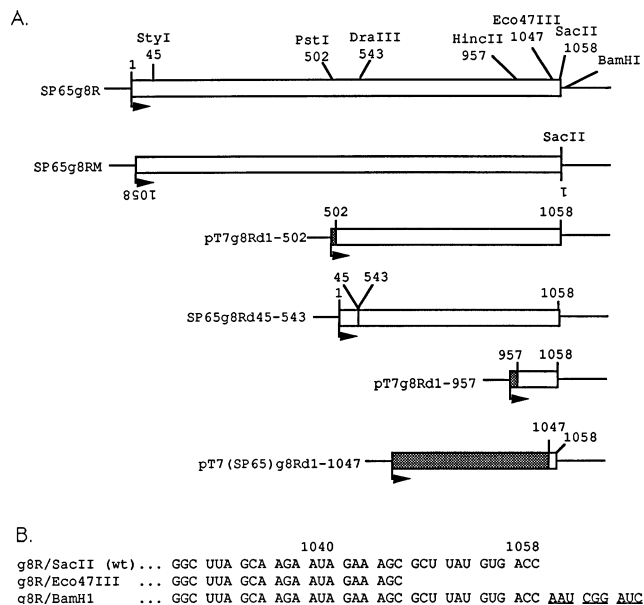 A.
StyI
45
PstI
502
DraIII
543
HincII
957
Eco47III
1047
SacII
1058
BamHI
1
SP65g8R
SacII
SP65g8RM
1058
1
502
1058
pT7g8Rd1-502
45
543
1
1058
SP65g8Rd45-543
957
1058
pT7g8Rd1-957
1047
1058
pT7(SP65)g8Rd1-1047
B.
1040
1058
g8R/SacII (wt) ... GGC UUA GCA AGA AUA GAA AGC GCU UAU GUG ACC
g8R/Eco47III ... GGC UUA GCA AGA AUA GAA AGC
g8R/BamH1 ... GGC UUA GCA AGA AUA GAA AGC GCU UAU GUG ACC AAU CGG AUC